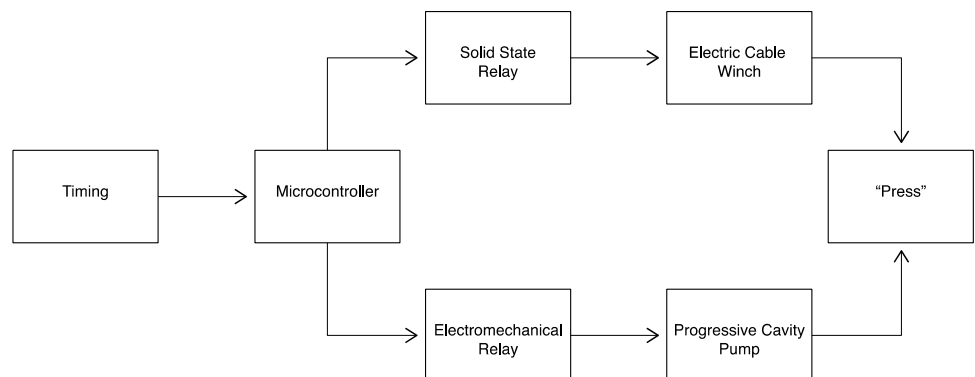 Solid State
Relay
Electric Cable
Winch
Timing
Microcontroller
“Press”
Electromechanical
Relay
Progressive Cavity
Pump